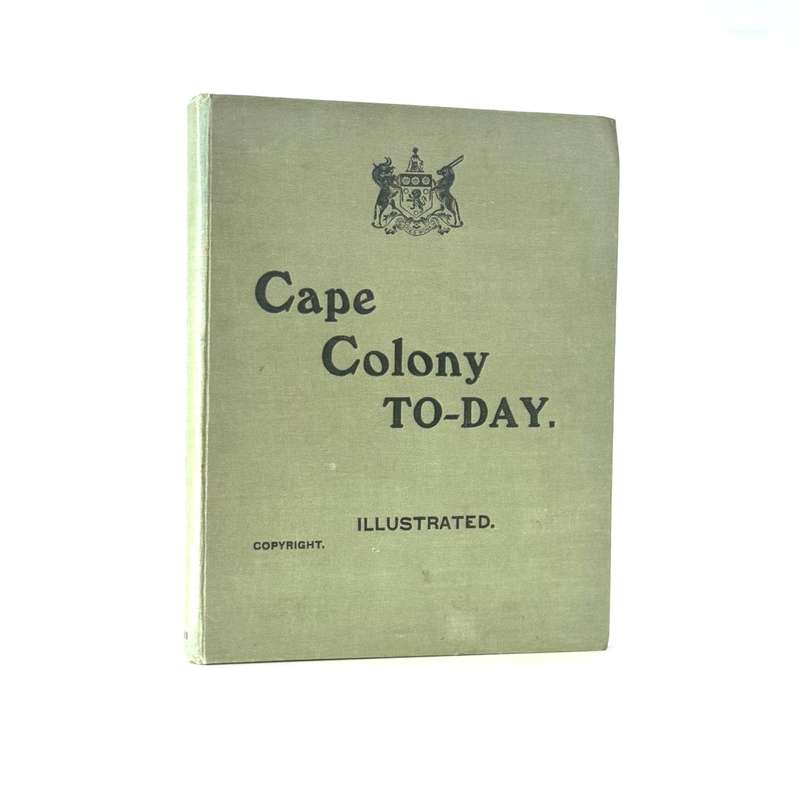 Cape
Colony
TO-DAY.
ILLUSTRATED.
COPYRIGHT.